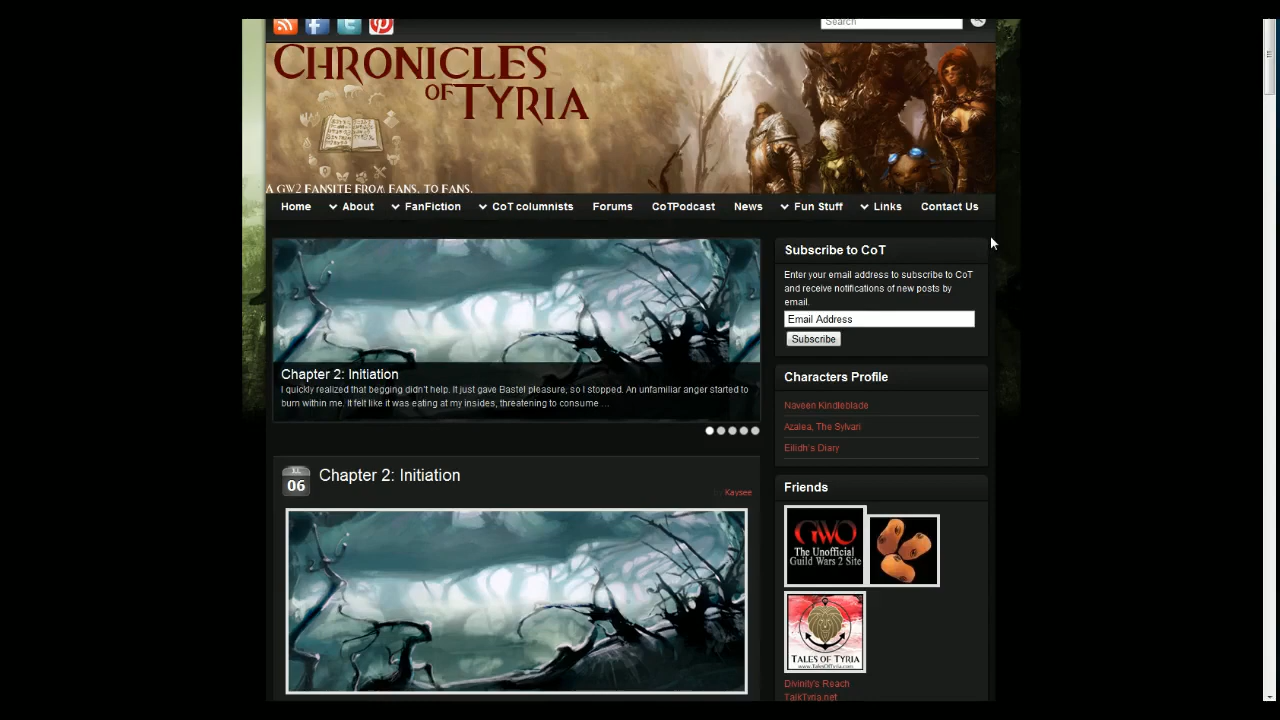 Search
CHRONICLES
OF TYRIA
A GW2 FANSITE FROM FANS, TO FANS.
Home About FanFiction CoT columnists Forums CoTPodcast News Fun Stuff Links Contact Us
Chapter 2: Initiation
I quickly realized that begging didn't help. It just gave Bastel pleasure, so I stopped. An unfamiliar anger started to
burn within me. It felt like it was eating at my insides, threatening to consume ...
06
Chapter 2: Initiation
Kaysee
Subscribe to CoT
Enter your email address to subscribe to CoT
and receive notifications of new posts by
email.
Email Address
Subscribe
Characters Profile
Naveen Kindleblade
Azalea, The Sylvari
Eilidh's Diary
Friends
GWO
The Unofficial
Guild Wars 2 Site
TALES OF TYRIA
www.TalesOfTyria.com
Divinity's Reach
TalkTyria.net